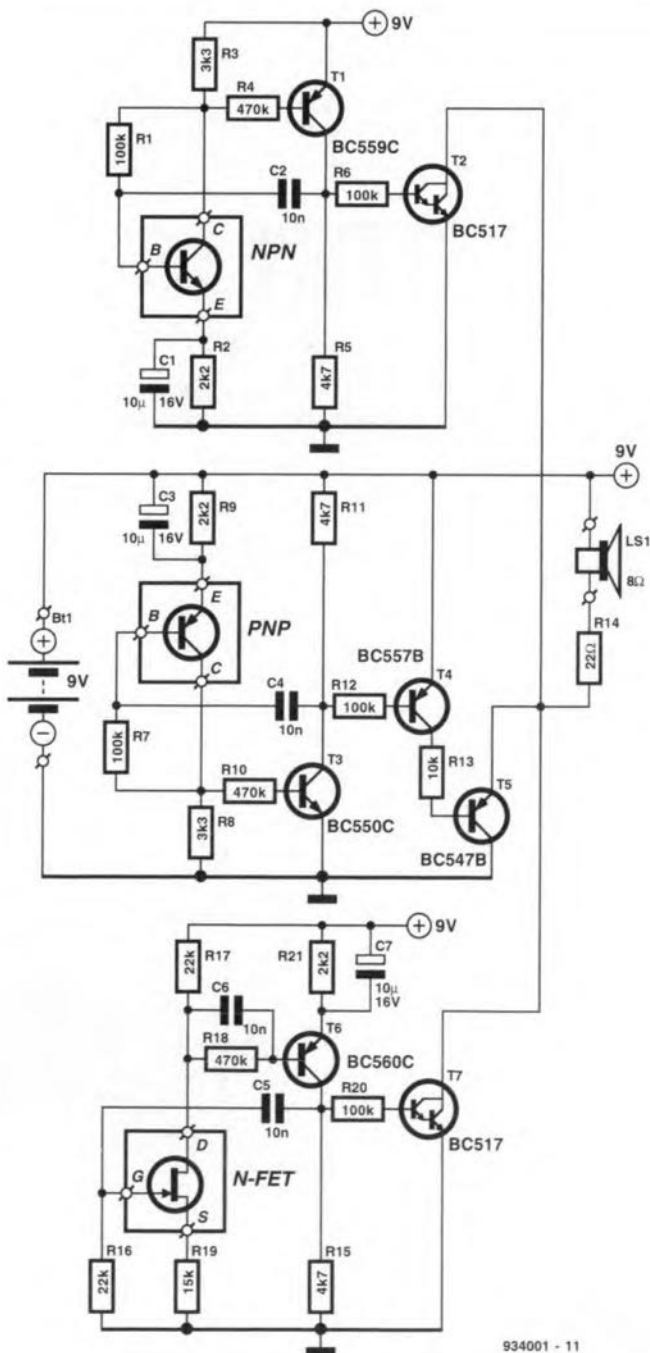 9V
R3
3k3
R4
470k
T1
BC559C
R1
100k
C2
10n
R6
100k
T2
BC517
C
B
NPN
E
C1
10µ
16V
R2
2k2
R5
4k7
9V
C3
10µ
16V
R9
2k2
R11
4k7
LS1
8Ω
E
B
PNP
C
Bt1
9V
BC557B
T4
R14
22Ω
C4
10n
R12
100k
R7
100k
R10
470k
T3
BC550C
R13
10k
T5
BC547B
R8
3k3
9V
R17
22k
R21
2k2
C7
10µ
16V
C6
10n
R18
470k
T6
BC560C
C5
10n
R20
100k
T7
BC517
D
G
N-FET
S
R16
22k
R19
15k
R15
4k7
934001 - 11